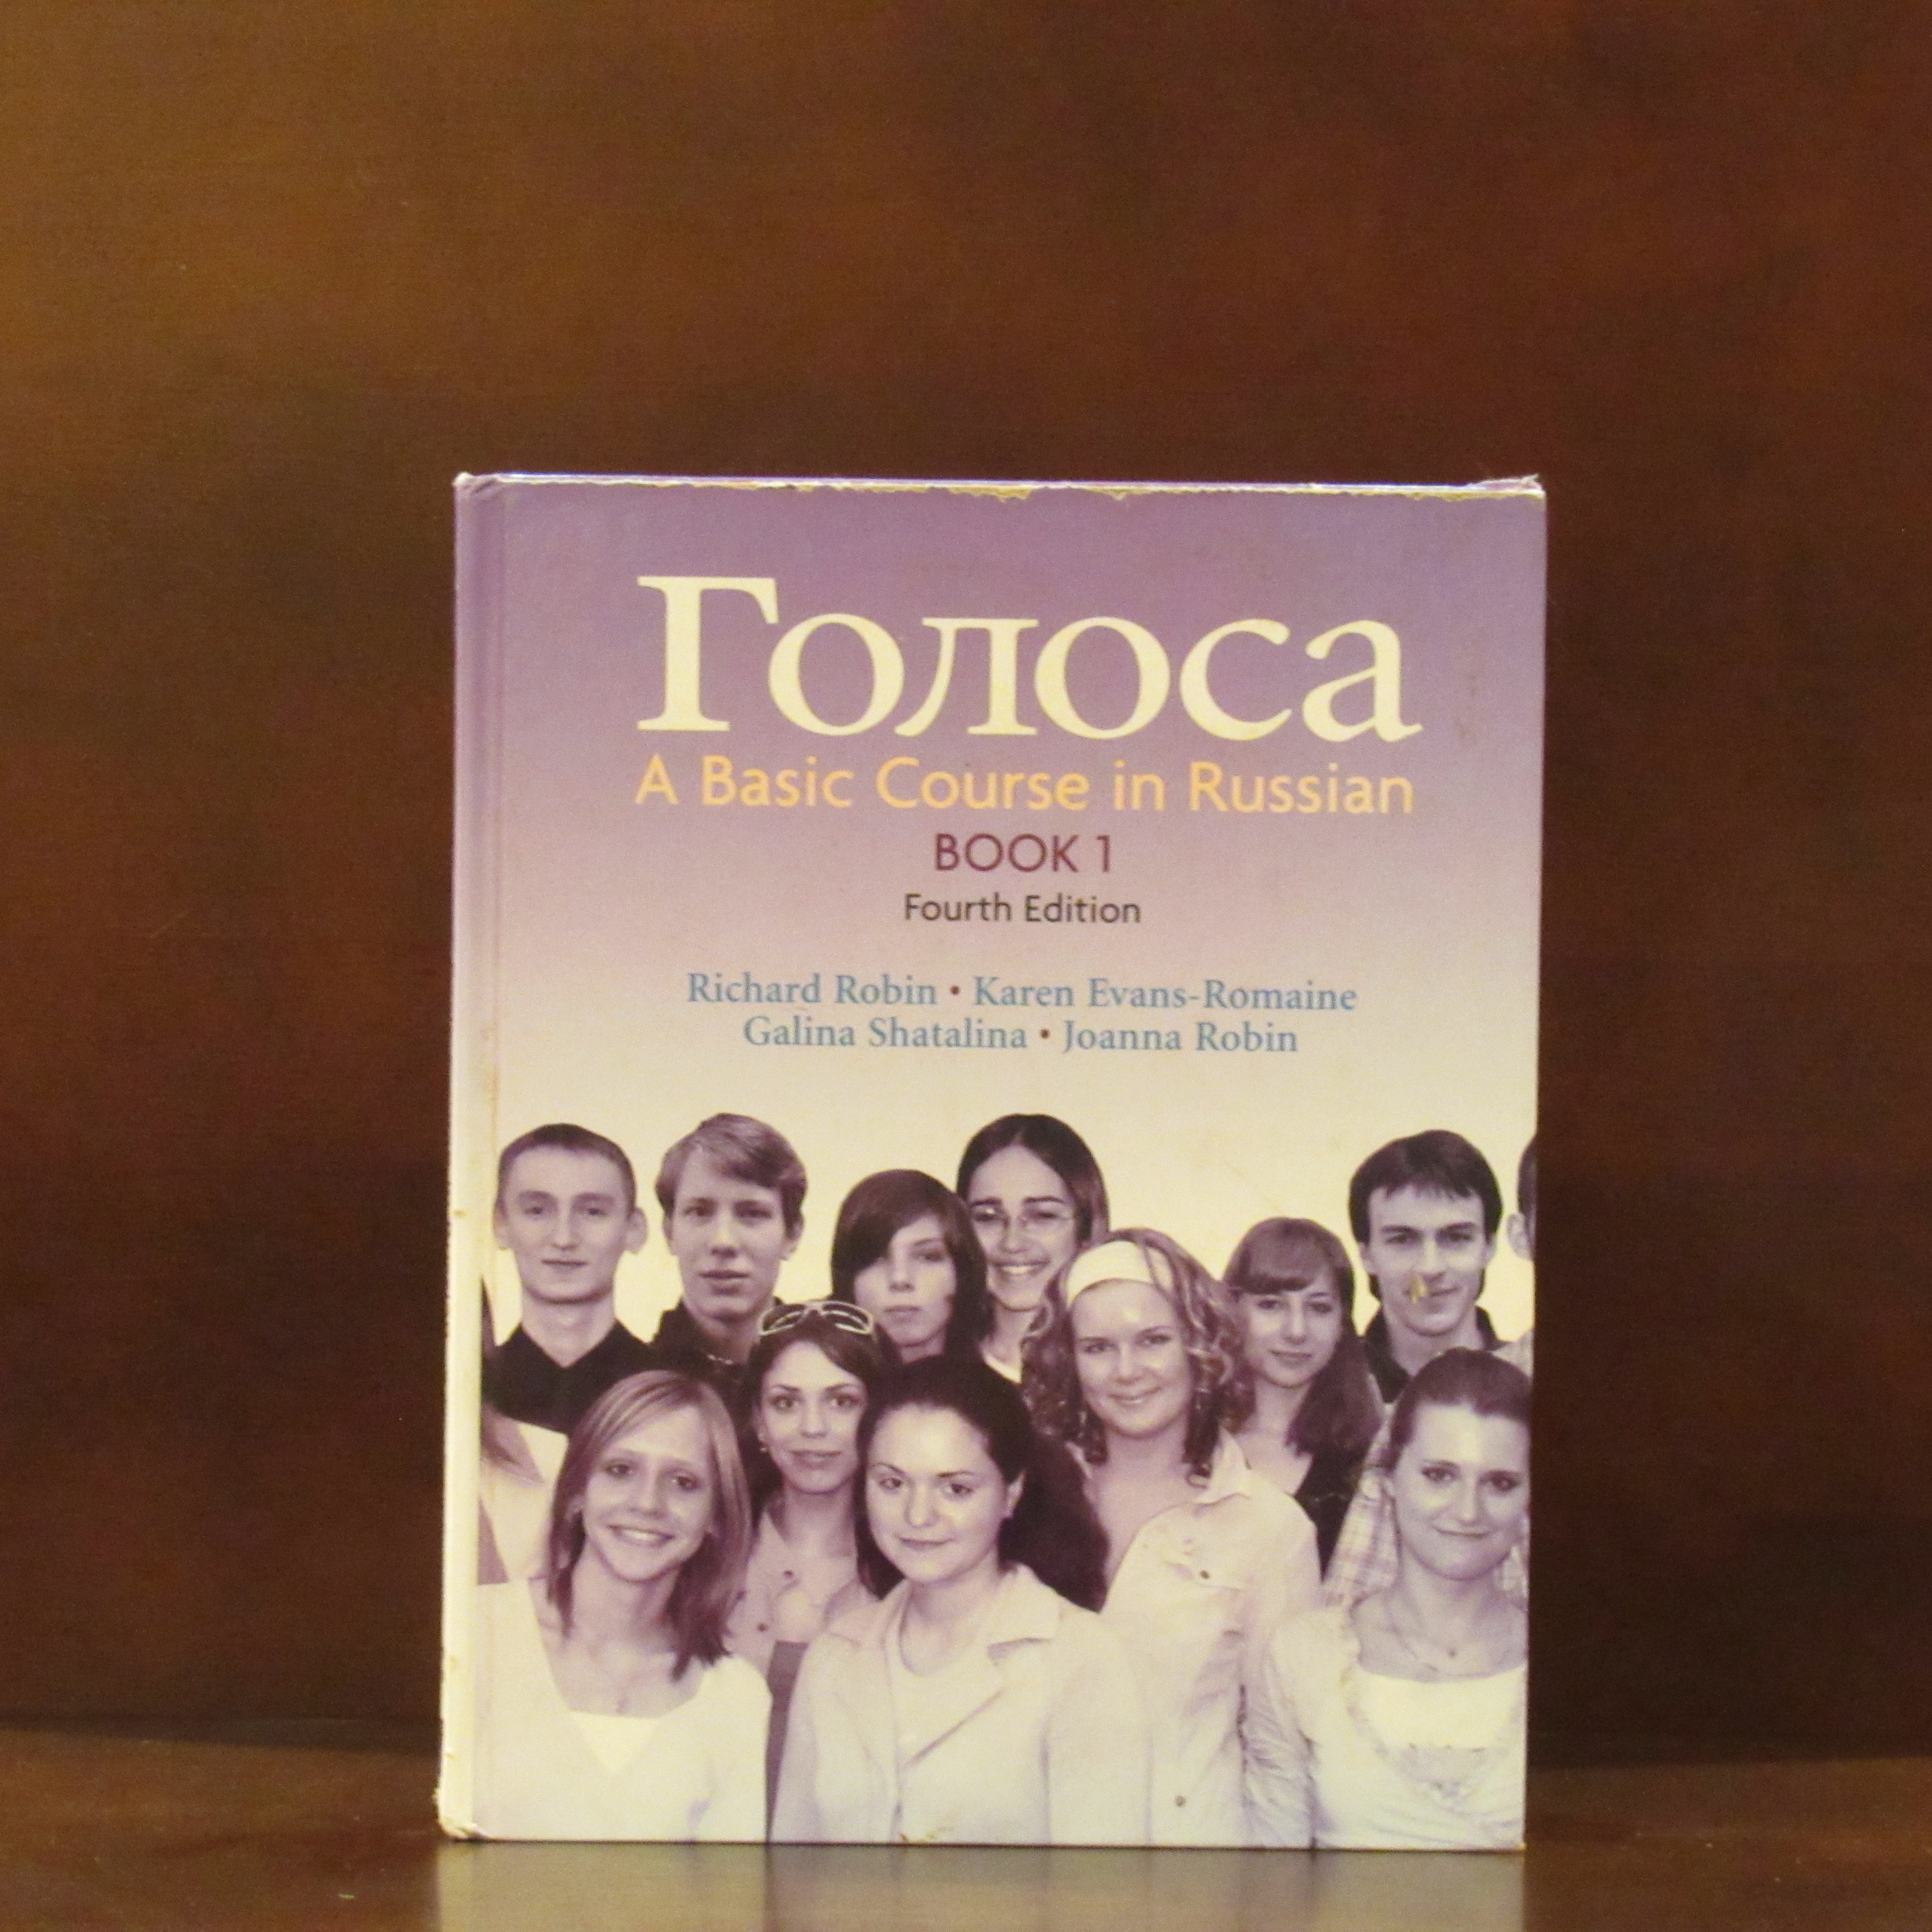 Голоса
A Basic Course in Russian
BOOK 1
Fourth Edition
Richard Robin • Karen Evans-Romaine
Galina Shatalina • Joanna Robin